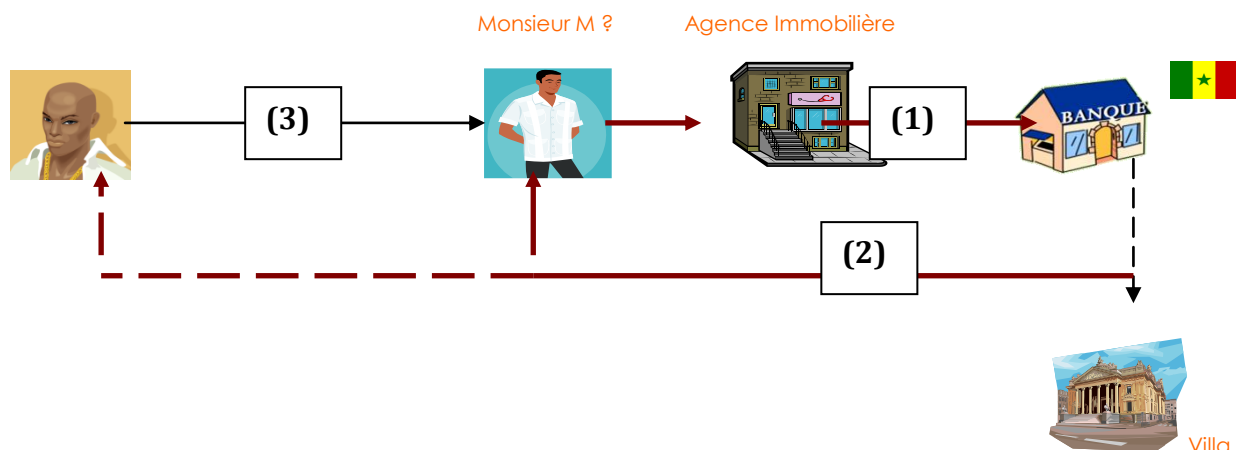 Monsieur M ?
Agence Immobilière
(3)
(1)
BANQUE
(2)
Villa